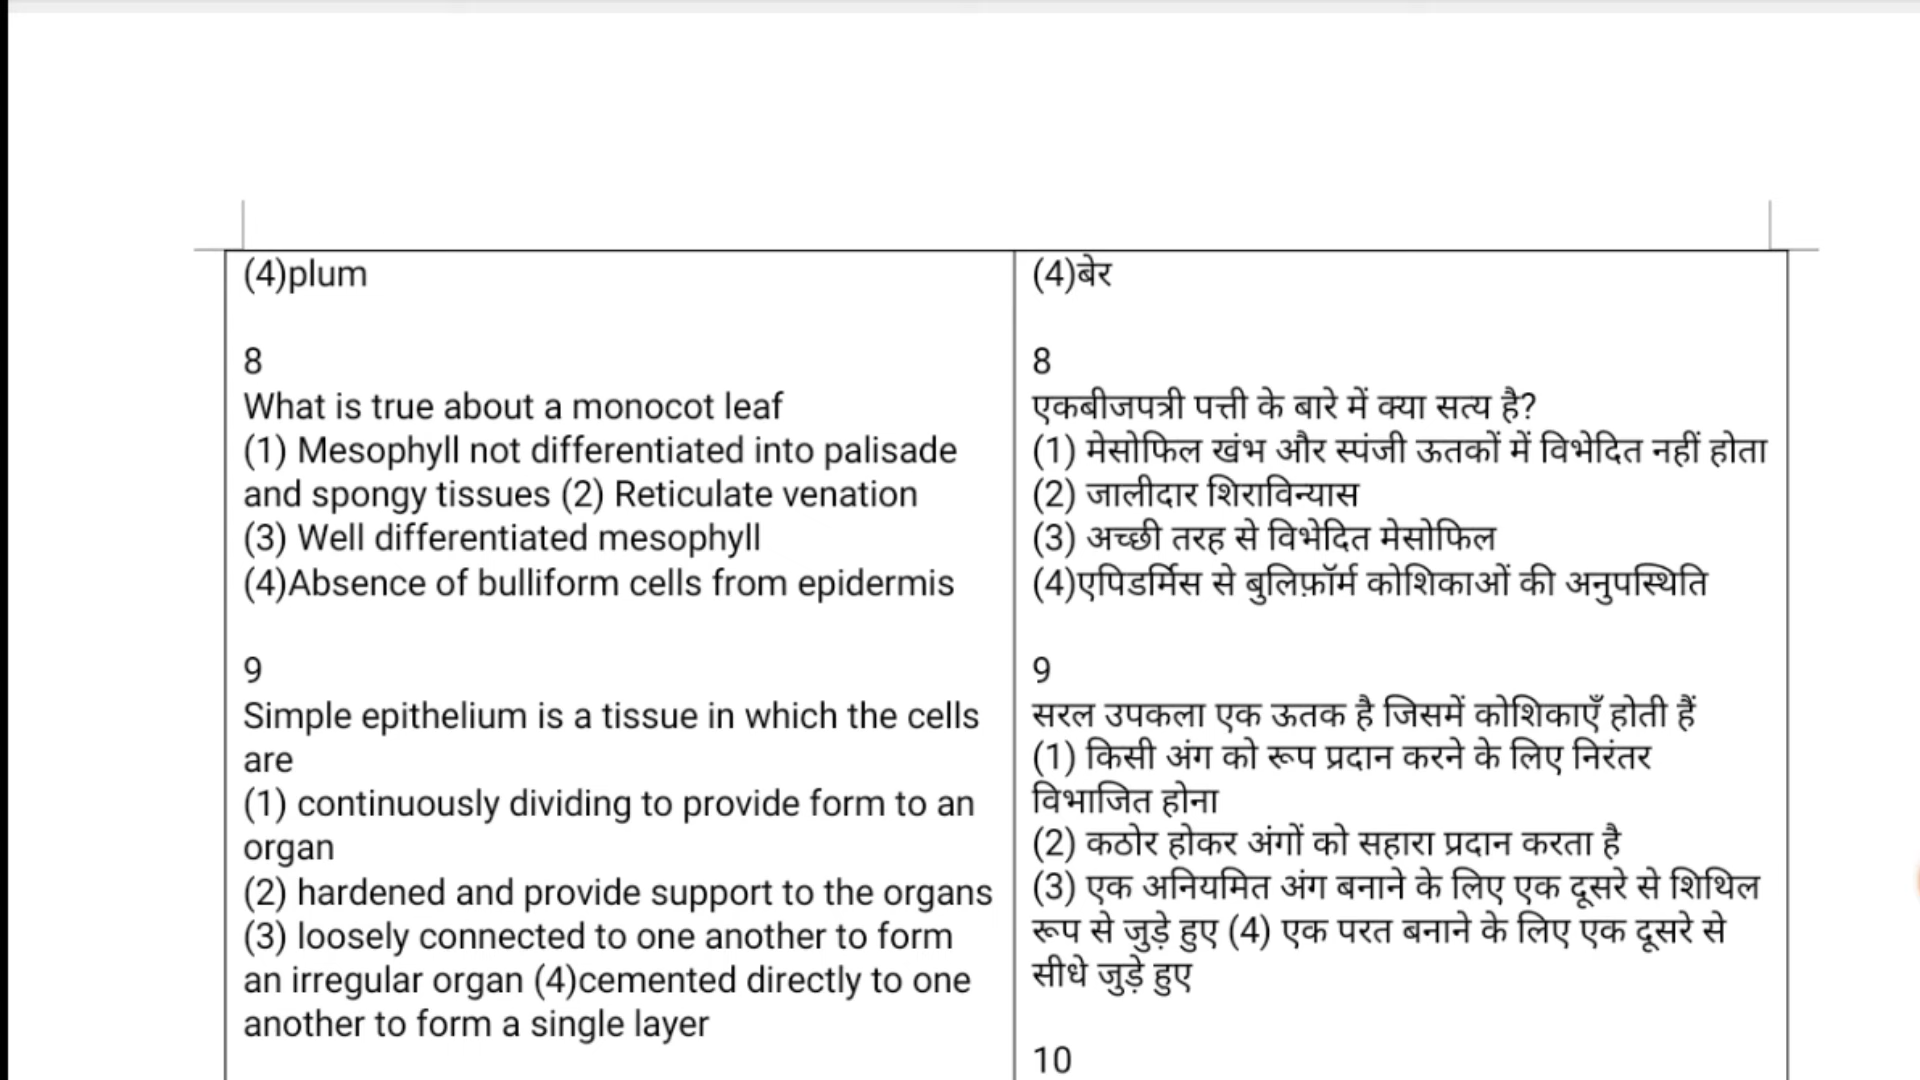 (4)plum
8
What is true about a monocot leaf
(1) Mesophyll not differentiated into palisade
and spongy tissues (2) Reticulate venation
(3) Well differentiated mesophyll
(4)Absence of bulliform cells from epidermis
9
Simple epithelium is a tissue in which the cells
are
(1) continuously dividing to provide form to an
organ
(2) hardened and provide support to the organs
(3) loosely connected to one another to form
an irregular organ (4)cemented directly to one
another to form a single layer
(4)बेर
8
एकबीजपत्री पत्ती के बारे में क्या सत्य है?
(1) मेसोफिल खंभ और स्पंजी ऊतकों में विभेदित नहीं होता
(2) जालीदार शिराविन्यास
(3) अच्छी तरह से विभेदित मेसोफिल
(4)एपिडर्मिस से बुलिफ़ॉर्म कोशिकाओं की अनुपस्थिति
9
सरल उपकला एक ऊतक है जिसमें कोशिकाएँ होती हैं
(1) किसी अंग को रूप प्रदान करने के लिए निरंतर
विभाजित होना
(2) कठोर होकर अंगों को सहारा प्रदान करता है
(3) एक अनियमित अंग बनाने के लिए एक दूसरे से शिथिल
रूप से जुड़े हुए (4) एक परत बनाने के लिए एक दूसरे से
सीधे जुड़े हुए
10